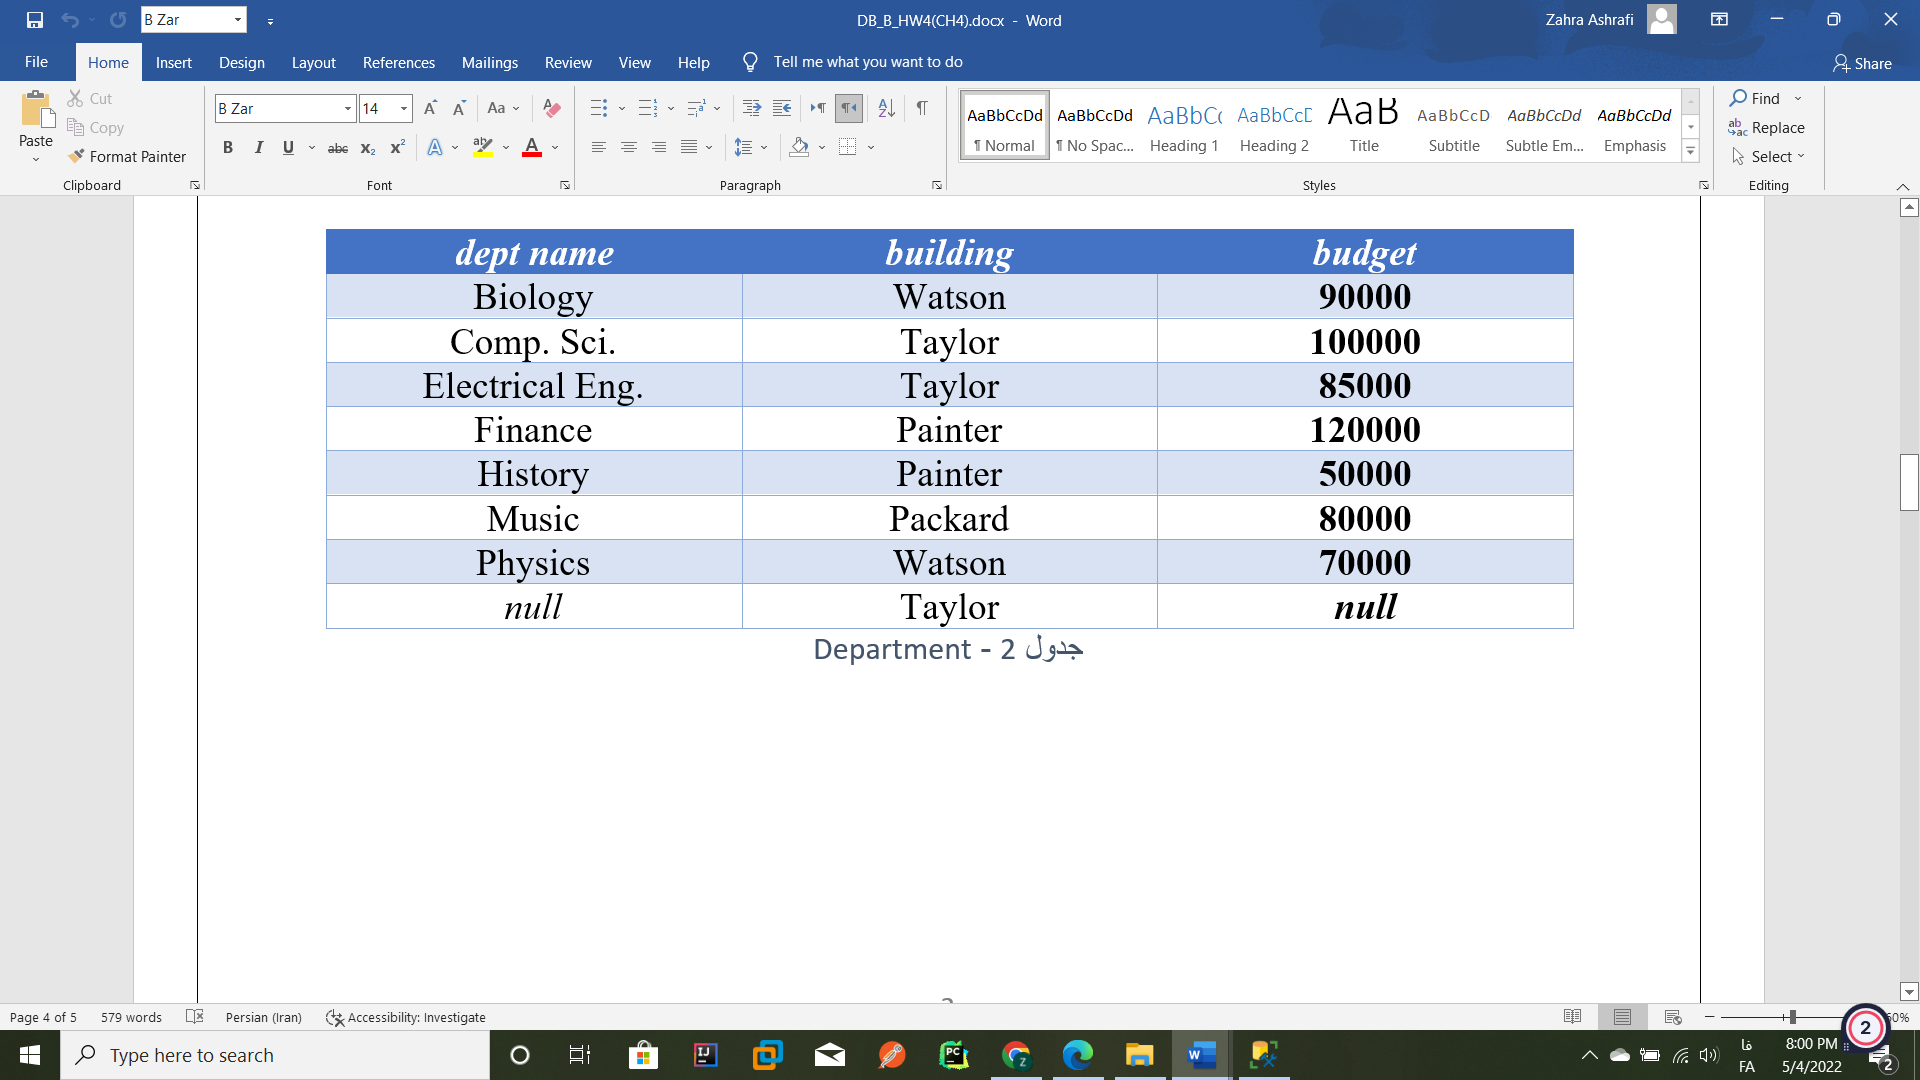 B Zar
DB_B_HW4(CH4).docx - Word
Zahra Ashrafi
File Home Insert Design Layout References Mailings Review View Help Tell me what you want to do
Share
Paste
Cut
Copy
Format Painter
Clipboard
B Zar 14
Font
Paragraph
AaBbCcDd AaBbCcDd AaBbCc AaBbCcD AaB AaBbCcD AaBbCcDd AaBbCcDd
¶ Normal ¶ No Spac... Heading 1 Heading 2 Title Subtitle Subtle Em... Emphasis
Styles
Find
Replace
Select
Editing
dept name building budget
Biology Watson 90000
Comp. Sci. Taylor 100000
Electrical Eng. Taylor 85000
Finance Painter 120000
History Painter 50000
Music Packard 80000
Physics Watson 70000
null Taylor null
جدول 2 - Department
Page 4 of 5 579 words Persian (Iran) Accessibility: Investigate
2
Type here to search
فا
FA
8:00 PM
5/4/2022
2